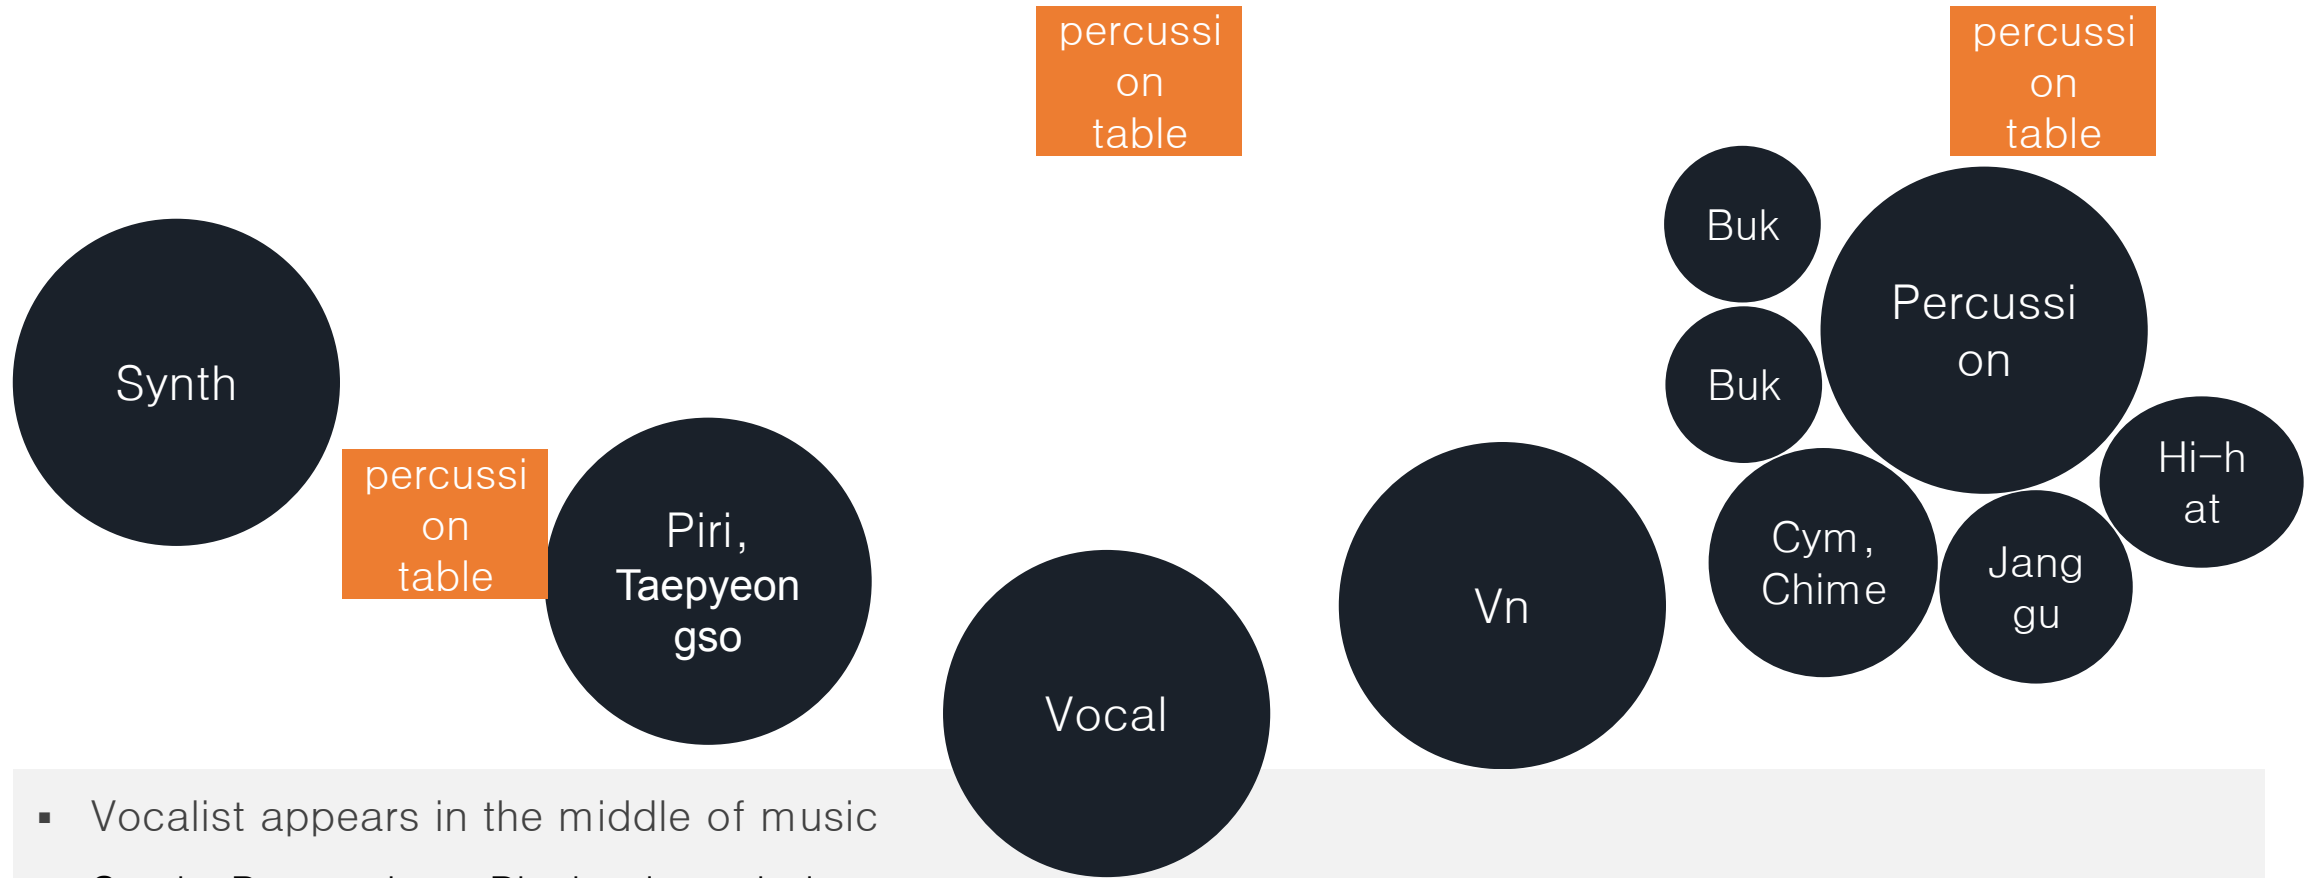 percussi
on
table
percussi
on
table
Buk
Percussi
on
Synth
Buk
Hi-h
at
percussi
on
table
Piri,
Taepyeon
gso
Cym,
Chime
Jang
gu
Vn
Vocal
▪ Vocalist appears in the middle of music